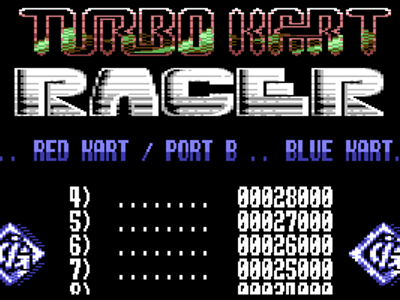 TURBO KART
RACER
.. RED KART / PORT B .. BLUE KART.
4) ........ 00028000
5) ........ 00027000
6) ........ 00026000
7) ........ 00025000